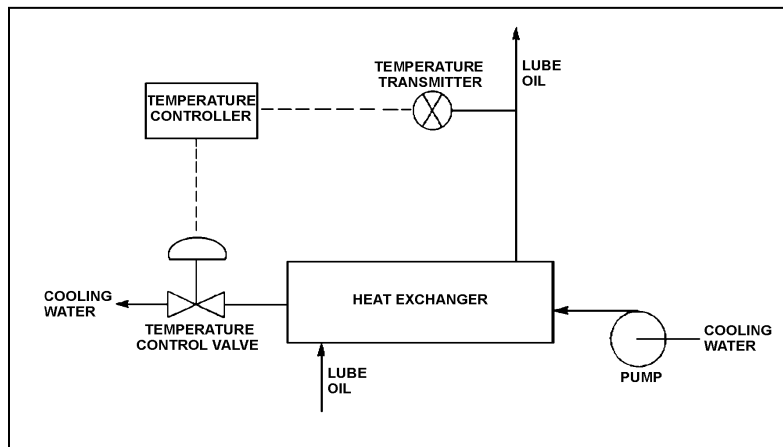 TEMPERATURE
TRANSMITTER
LUBE
OIL
TEMPERATURE
CONTROLLER
HEAT EXCHANGER
COOLING
WATER
TEMPERATURE
CONTROL VALVE
COOLING
WATER
PUMP
LUBE
OIL